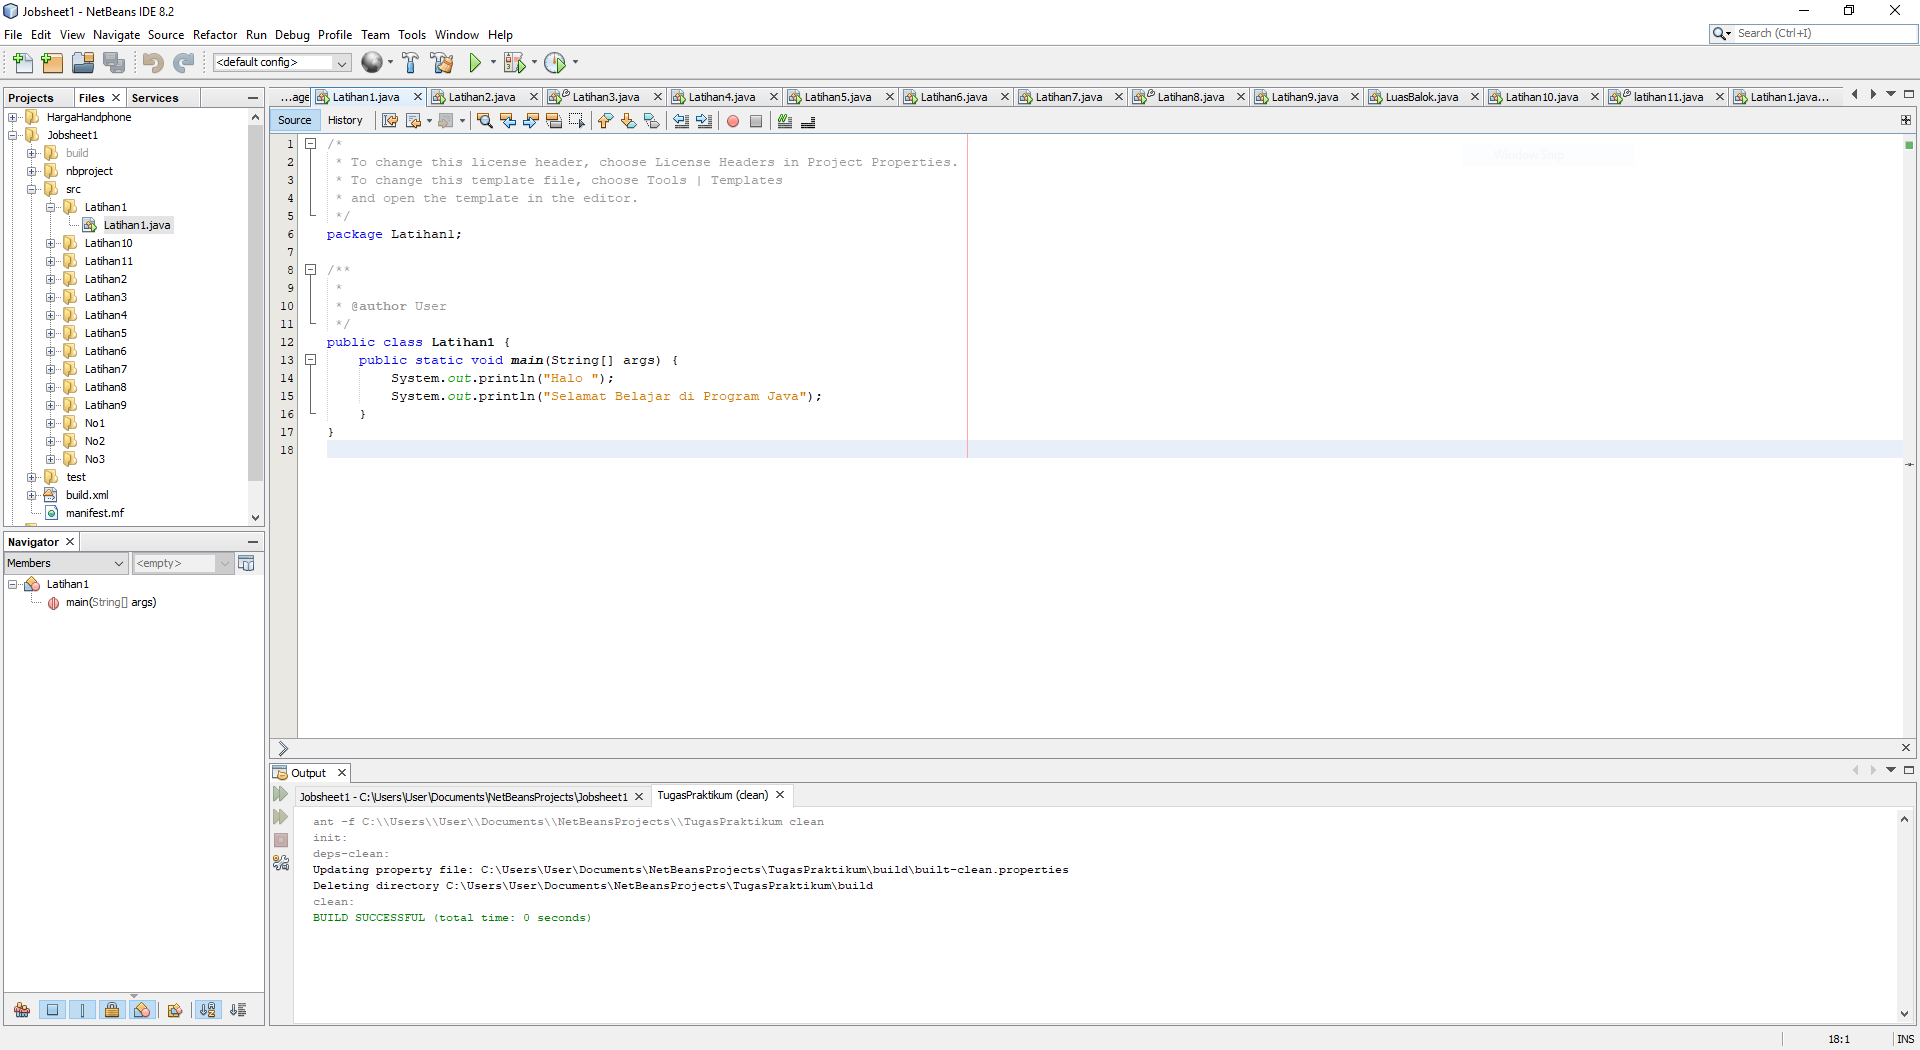 Jobsheet1 - NetBeans IDE 8.2
File Edit View Navigate Source Refactor Run Debug Profile Team Tools Window Help
Search (Ctrl+I)
<default config>
Projects Files Services
...age Latihan1.java Latihan2.java Latihan3.java Latihan4.java Latihan5.java Latihan6.java Latihan7.java Latihan8.java Latihan9.java LuasBalok.java Latihan10.java latihan11.java Latihan1.java...
Source History
HargaHandphone
Jobsheet1
build
nbproject
src
Latihan1
Latihan1.java
Latihan10
Latihan11
Latihan2
Latihan3
Latihan4
Latihan5
Latihan6
Latihan7
Latihan8
Latihan9
No1
No2
No3
test
build.xml
manifest.mf
1 /*
2 * To change this license header, choose License Headers in Project Properties.
3 * To change this template file, choose Tools | Templates
4 * and open the template in the editor.
5 */
6 package Latihan1;
7
8 /**
9 *
10 * @author User
11 */
12 public class Latihan1 {
13 public static void main(String[] args) {
14 System.out.println("Halo ");
15 System.out.println("Selamat Belajar di Program Java");
16 }
17 }
18
Window Snip
Navigator
Members <empty>
Latihan1
main(String[] args)
Output
Jobsheet1 - C:\Users\User\Documents\NetBeansProjects\Jobsheet1 TugasPraktikum (clean)
ant -f C:\\Users\\User\\Documents\\NetBeansProjects\\TugasPraktikum clean
init:
deps-clean:
Updating property file: C:\Users\User\Documents\NetBeansProjects\TugasPraktikum\build\built-clean.properties
Deleting directory C:\Users\User\Documents\NetBeansProjects\TugasPraktikum\build
clean:
BUILD SUCCESSFUL (total time: 0 seconds)
18:1 INS